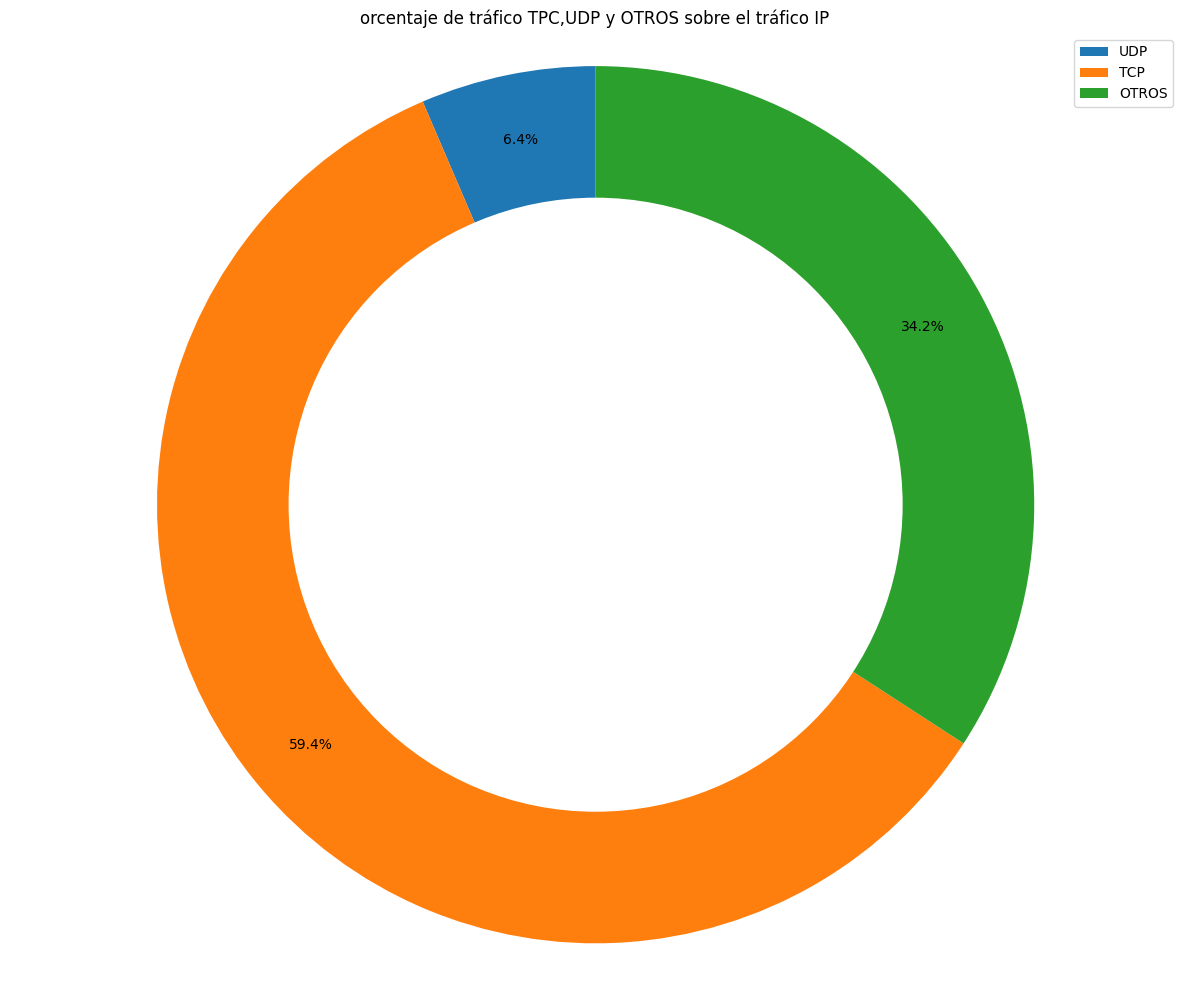 orcentaje de tráfico TPC,UDP y OTROS sobre el tráfico IP
UDP
TCP
OTROS
6.4%
34.2%
59.4%